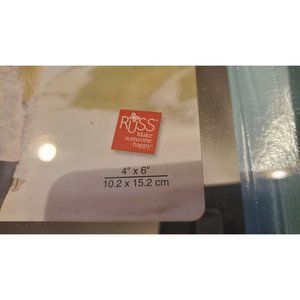 RUSS
Make
someone
happy
4" x 6"
10.2 x 15.2 cm